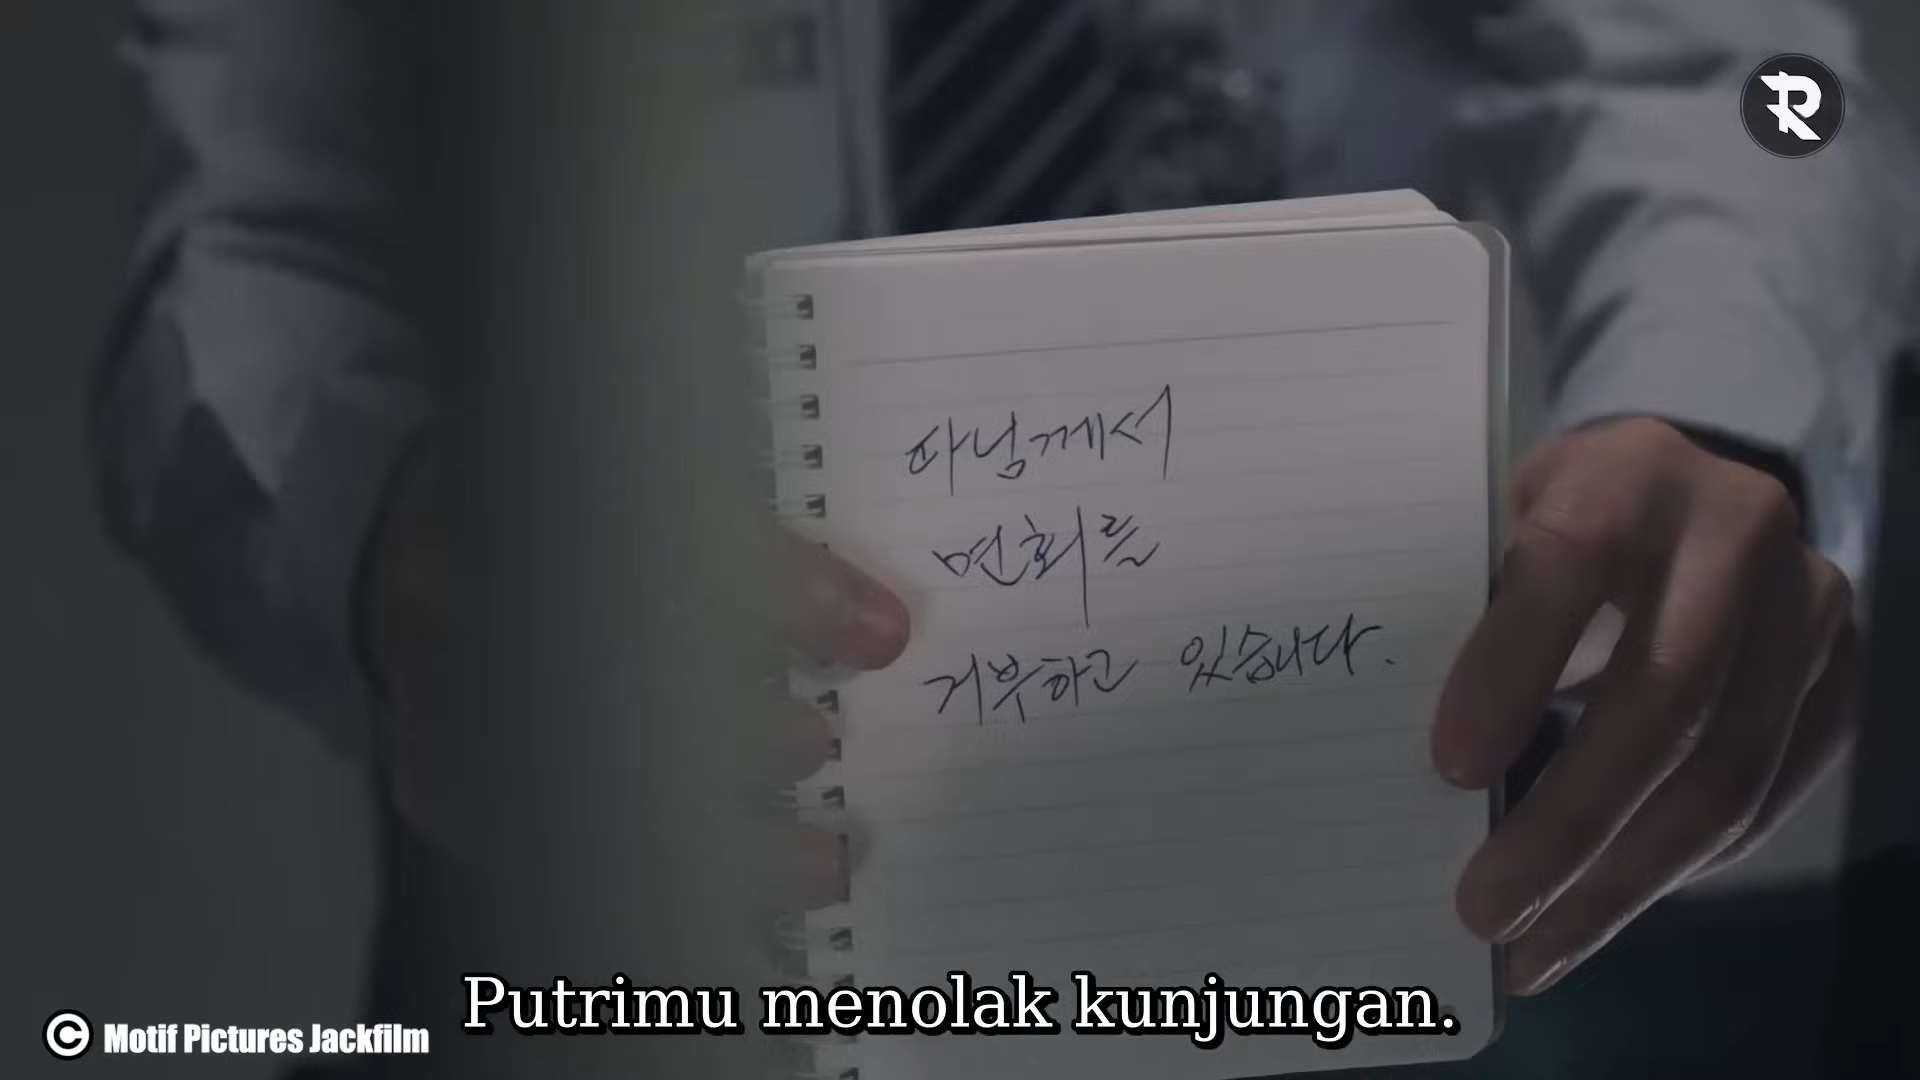 따님께서
면회를
거부하고 있습니다.
Putrimu menolak kunjungan.
© Motif Pictures Jackfilm